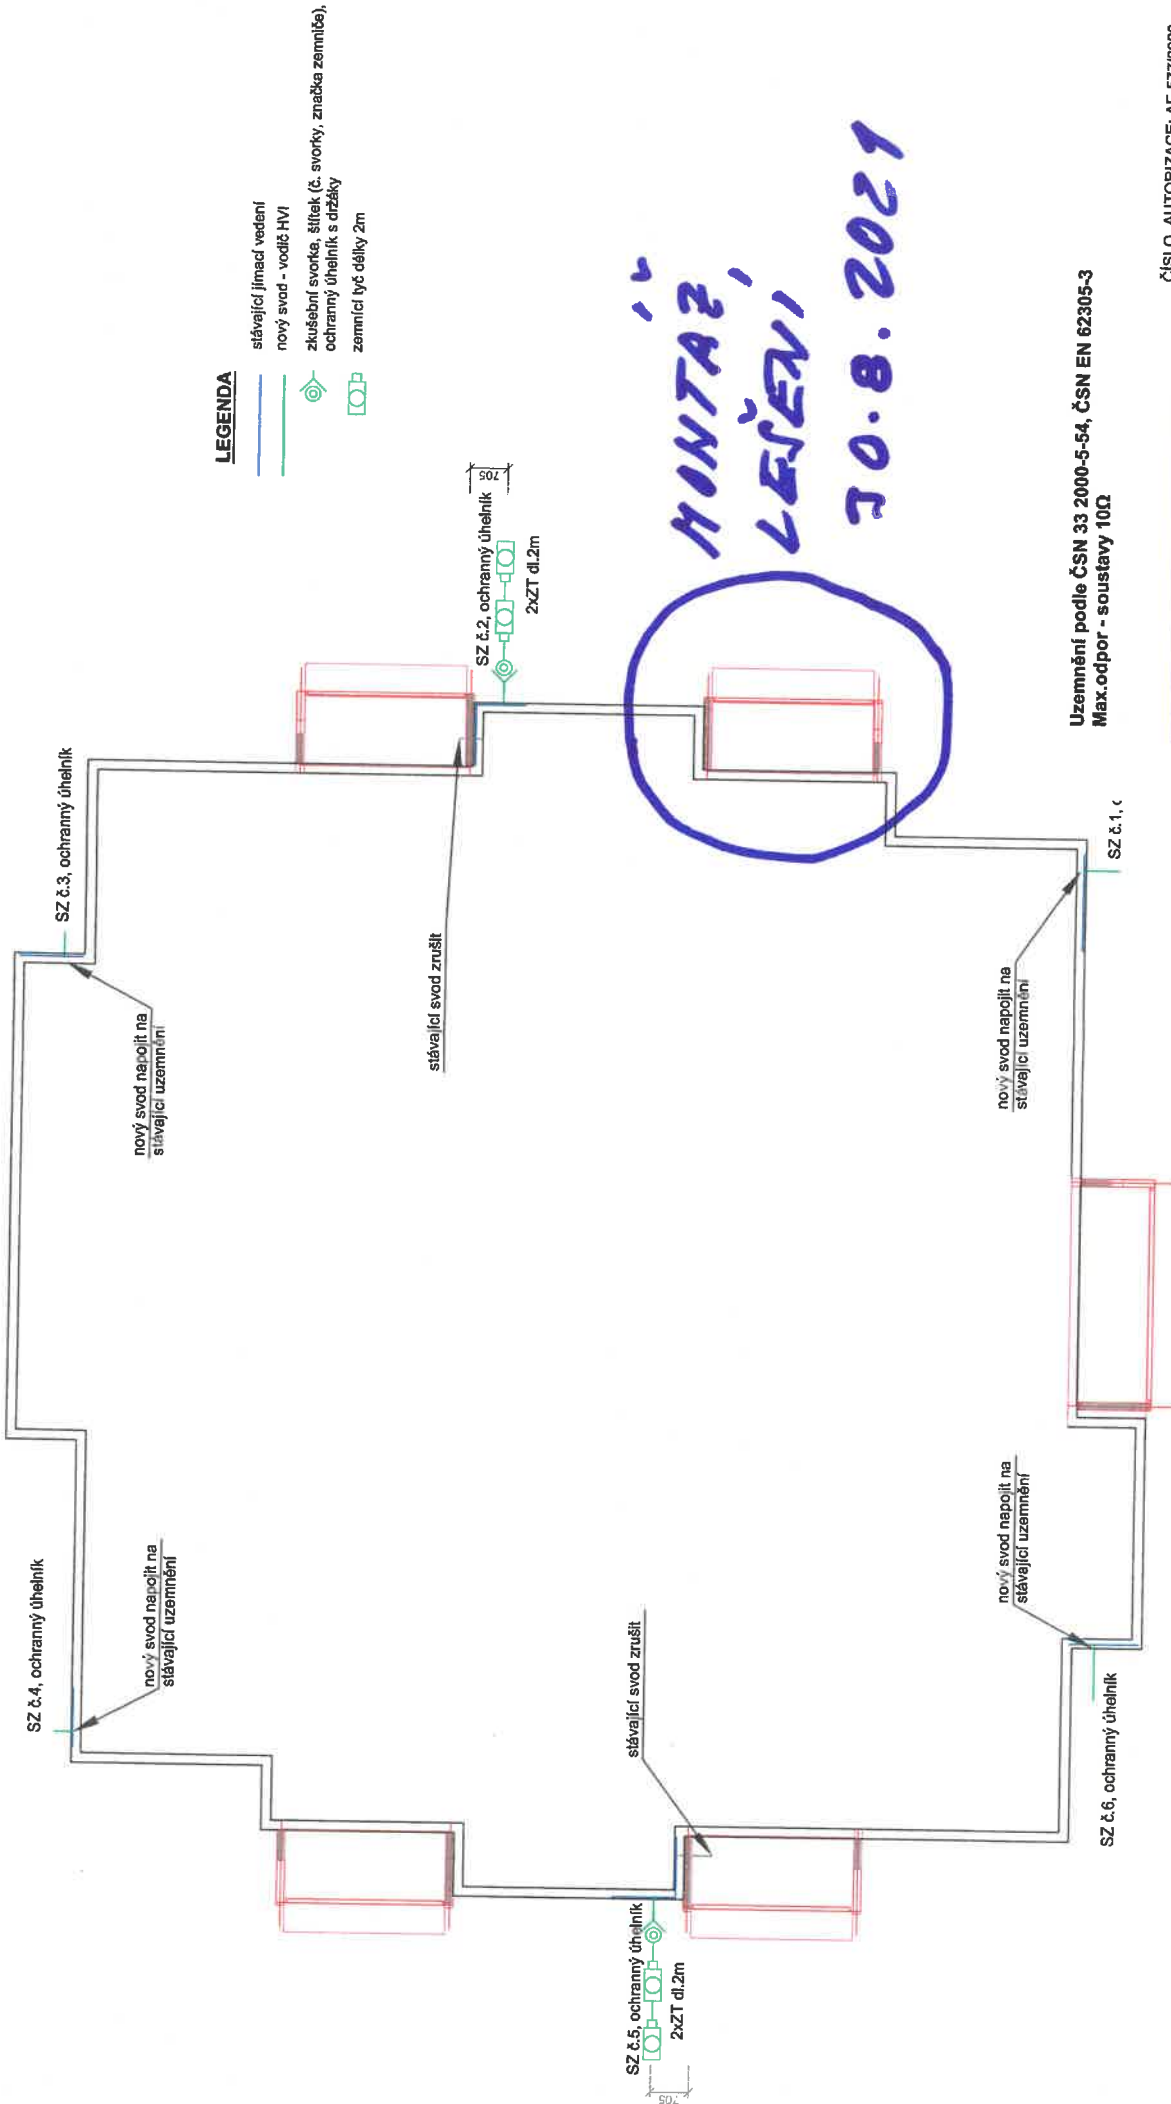 LEGENDA
stávající jímací vedení
nový svod - vodič HVI
zkušební svorka, štítek (č. svorky, značka zemniče),
ochranný úhelník s držáky
zemnící tyč délky 2m
SZ č.3, ochranný úhelník
nový svod napojit na
stávající uzemnění
SZ č.2, ochranný úhelník
2xZT dl.2m
705
stávající svod zrušit
SZ č.4, ochranný úhelník
nový svod napojit na
stávající uzemnění
stávající svod zrušit
SZ č.5, ochranný úhelník
2xZT dl.2m
705
SZ č.6, ochranný úhelník
nový svod napojit na
stávající uzemnění
nový svod napojit na
stávající uzemnění
SZ č.1,
MONTÁŽ
LEŠENÍ
30.8.2021
Uzemnění podle ČSN 33 2000-5-54, ČSN EN 62305-3
Max.odpor - soustavy 10Ω
ČÍSLO AUTORIZACE: